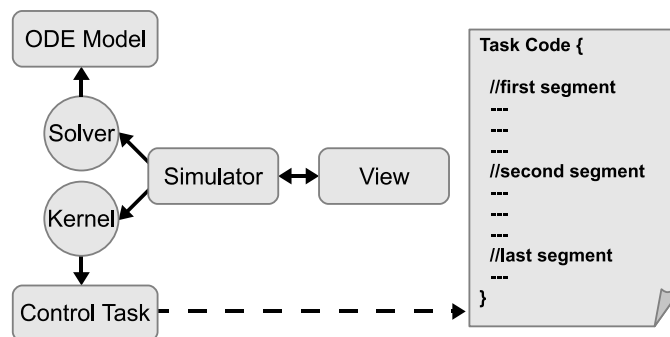 ODE Model
Solver
Simulator
View
Kernel
Control Task
Task Code {
//first segment
---
---
---
//second segment
---
---
---
//last segment
---
}